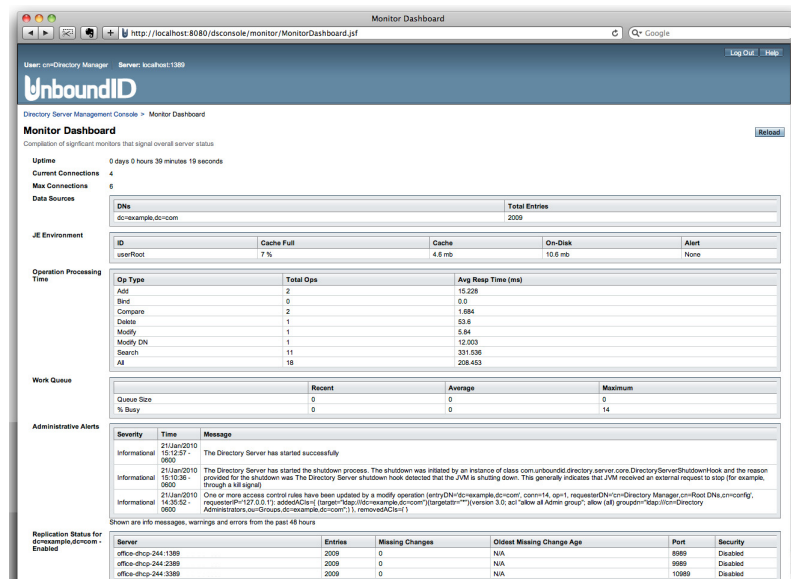 Monitor Dashboard
http://localhost:8080/dsconsole/monitor/MonitorDashboard.jsf
Google
Log Out Help
User: cn=Directory Manager Server: localhost:1389
UnboundID
Directory Server Management Console > Monitor Dashboard
Monitor Dashboard
Reload
Compilation of signficant monitors that signal overall server status
Uptime 0 days 0 hours 39 minutes 19 seconds
Current Connections 4
Max Connections 6
Data Sources
DNs Total Entries
dc=example,dc=com 2009
JE Environment
ID Cache Full Cache On-Disk Alert
userRoot 7 % 4.6 mb 10.6 mb None
Operation Processing
Time
Op Type Total Ops Avg Resp Time (ms)
Add 2 15.228
Bind 0 0.0
Compare 2 1.684
Delete 1 53.6
Modify 1 5.84
Modify DN 1 12.003
Search 11 331.536
All 18 208.453
Work Queue
Recent Average Maximum
Queue Size 0 0 0
% Busy 0 0 14
Administrative Alerts
Severity Time Message
Informational 21/Jan/2010
15:12:57 -
0600
The Directory Server has started successfully
Informational 21/Jan/2010
15:10:36 -
0600
The Directory Server has started the shutdown process. The shutdown was initiated by an instance of class com.unboundid.directory.server.core.DirectoryServerShutdownHook and the reason
provided for the shutdown was The Directory Server shutdown hook detected that the JVM is shutting down. This generally indicates that JVM received an external request to stop (for example,
through a kill signal)
Informational 21/Jan/2010
14:35:52 -
0600
One or more access control rules have been updated by a modify operation (entryDN='dc=example,dc=com', conn=14, op=1, requesterDN='cn=Directory Manager,cn=Root DNs,cn=config',
requesterIP='127.0.0.1'): addedACIs={ (target="ldap:///dc=example,dc=com")(targetattr="*")(version 3.0; acl "allow all Admin group"; allow (all) groupdn="ldap:///cn=Directory
Administrators,ou=Groups,dc=example,dc=com";) }, removedACIs={ }
Shown are info messages, warnings and errors from the past 48 hours
Replication Status for
dc=example,dc=com -
Enabled
Server Entries Missing Changes Oldest Missing Change Age Port Security
office-dhcp-244:1389 2009 0 N/A 8989 Disabled
office-dhcp-244:2389 2009 0 N/A 9989 Disabled
office-dhcp-244:3389 2009 0 N/A 10989 Disabled